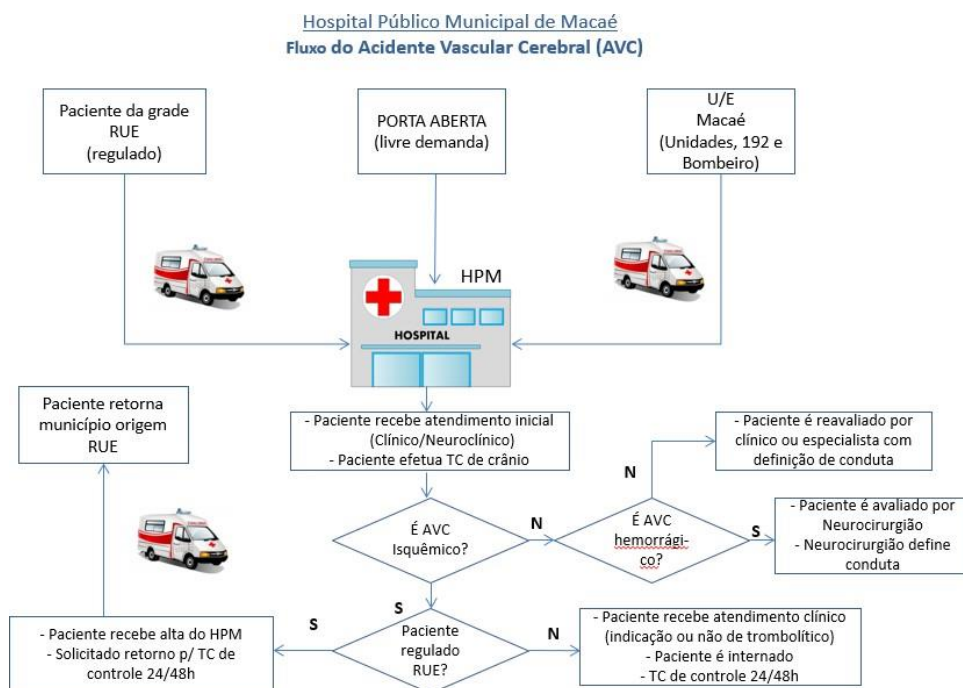 Hospital Público Municipal de Macaé
Fluxo do Acidente Vascular Cerebral (AVC)
Paciente da grade
RUE
(regulado)
PORTA ABERTA
(livre demanda)
U/E
Macaé
(Unidades, 192 e
Bombeiro)
HPM
HOSPITAL
Paciente retorna
município origem
RUE
- Paciente recebe atendimento inicial
(Clínico/Neuroclínico)
- Paciente efetua TC de crânio
- Paciente é reavaliado por
clínico ou especialista com
definição de conduta
N
É AVC
Isquêmico?
N
É AVC
hemorrági-
co?
S
- Paciente é avaliado por
Neurocirurgião
- Neurocirurgião define
conduta
S
- Paciente recebe alta do HPM
- Solicitado retorno p/ TC de
controle 24/48h
S
Paciente
regulado
RUE?
N
- Paciente recebe atendimento clínico
(indicação ou não de trombolítico)
- Paciente é internado
- TC de controle 24/48h